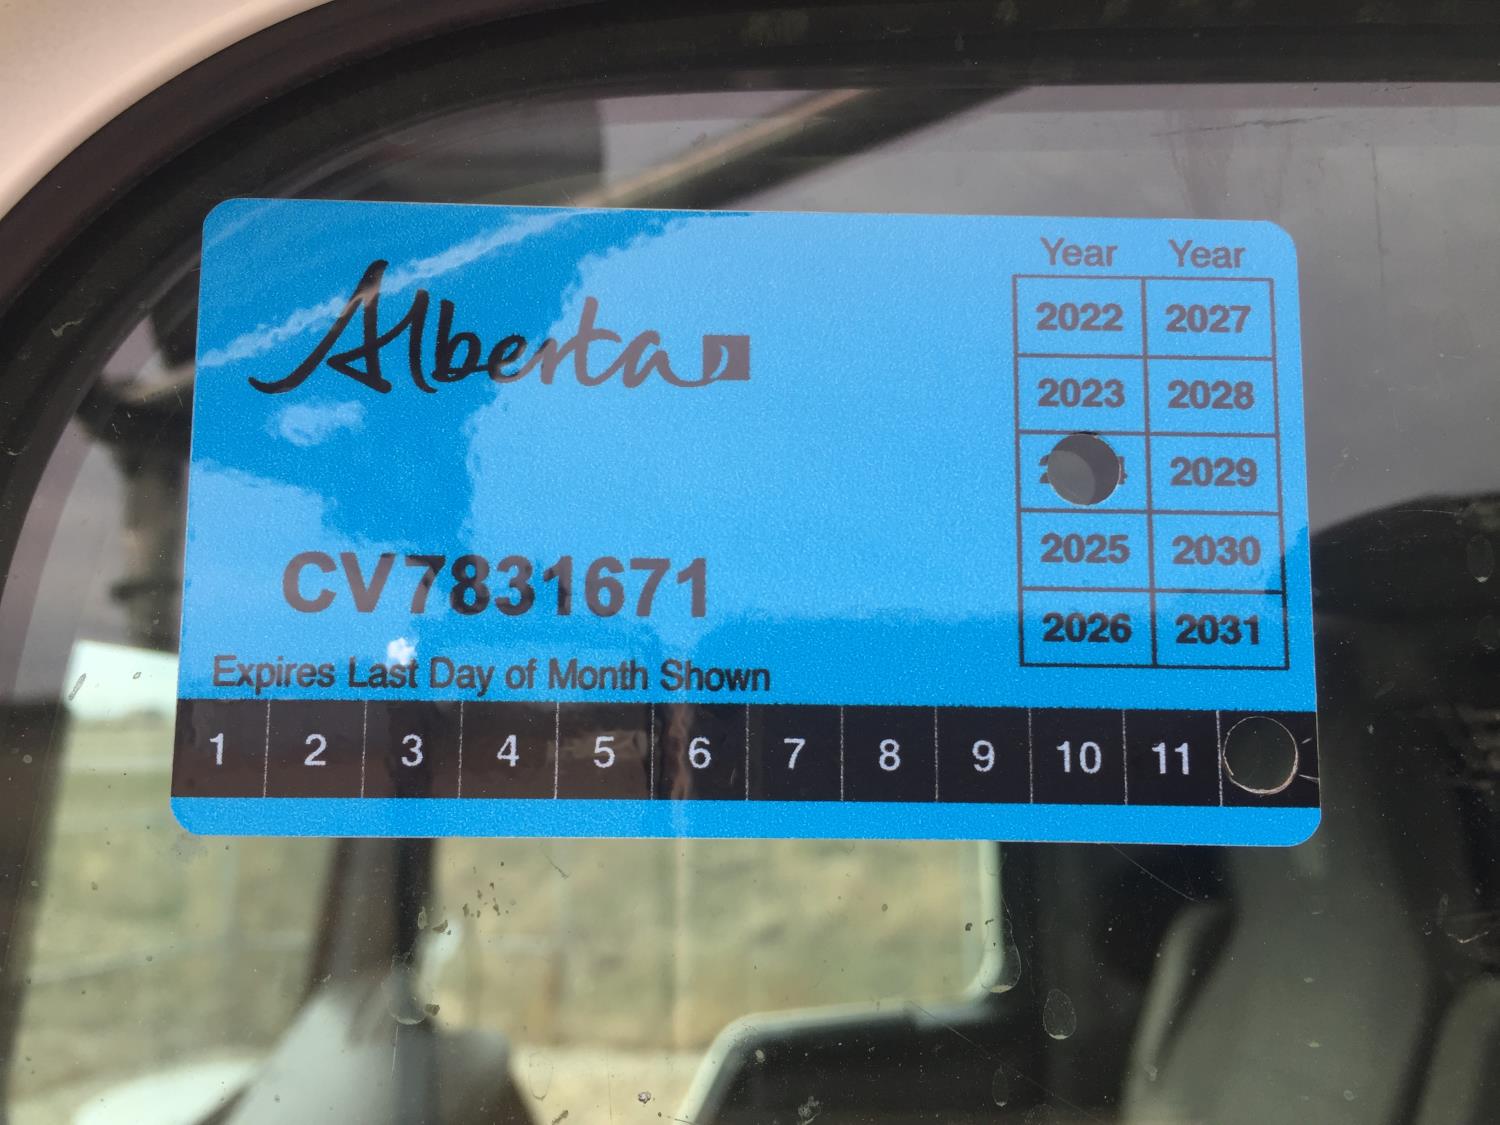 Alberta
Year Year
2022 2027
2023 2028
2029
2025 2030
2026 2031
CV7831671
Expires Last Day of Month Shown
1 2 3 4 5 6 7 8 9 10 11